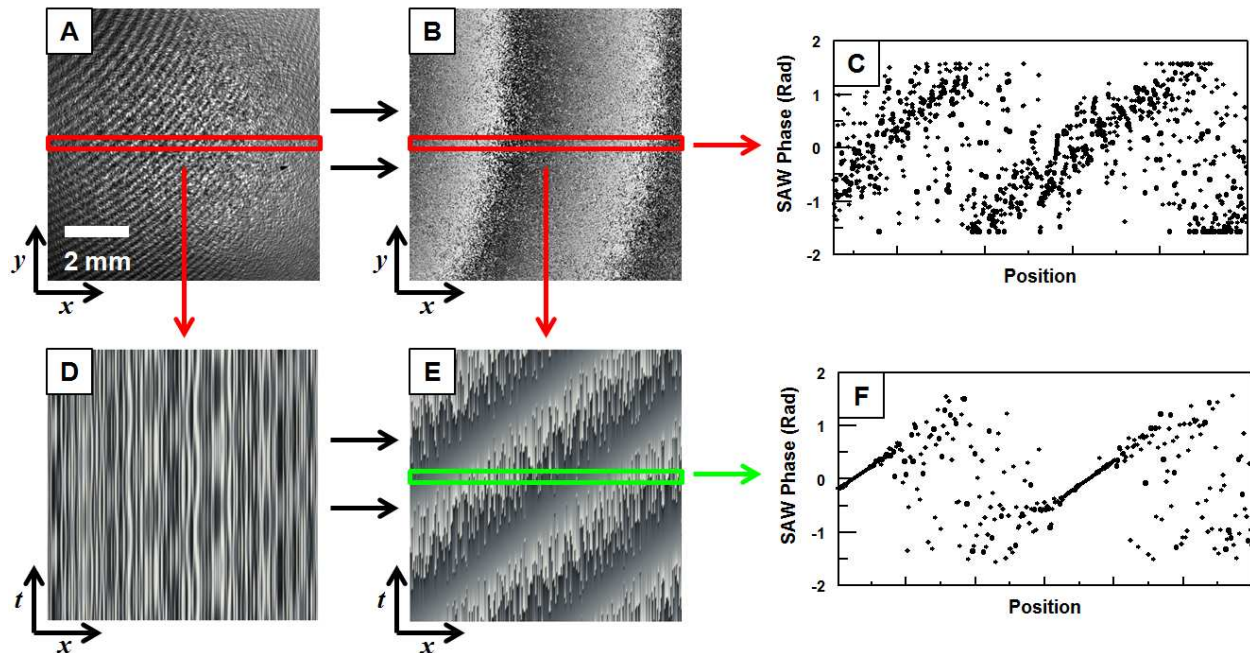 A
2 mm
y
x
B
y
x
C
SAW Phase (Rad)
2
1
0
-1
-2
Position
D
t
x
E
t
x
F
SAW Phase (Rad)
2
1
0
-1
-2
Position